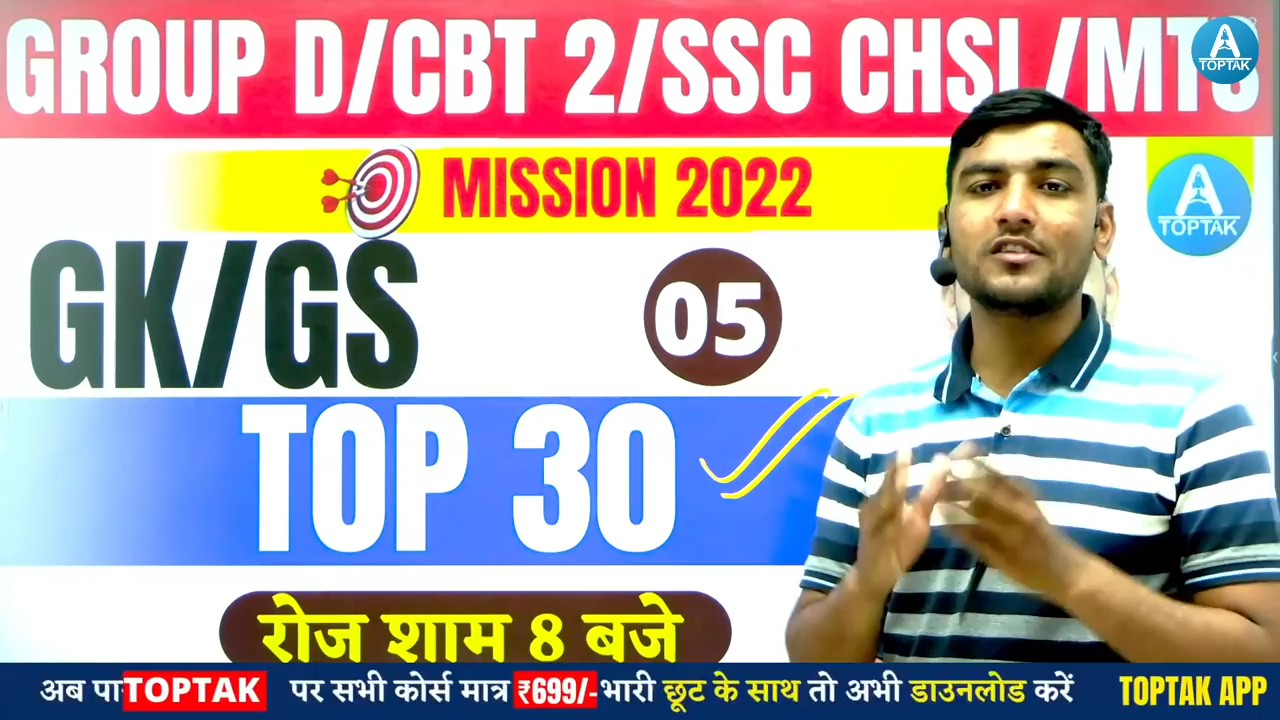 GROUP D/CBT 2/SSC CHSL/MTS
TOPTAK
MISSION 2022
TOPTAK
GK/GS
05
TOP 30
रोज शाम 8 बजे
अब पा TOPTAK पर सभी कोर्स मात्र ₹699/- भारी छूट के साथ तो अभी डाउनलोड करें TOPTAK APP